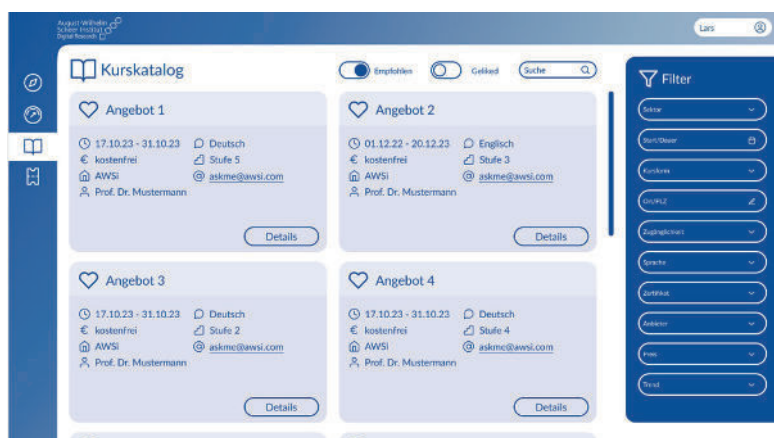 August-Wilhelm
Scheer Institut
Digital Research
Lars
Kurskatalog
Empfohlen
Geliked
Suche
Filter
Angebot 1
17.10.23 - 31.10.23
Deutsch
€ kostenfrei
Stufe 5
AWSi
@ askme@awsi.com
Prof. Dr. Mustermann
Details
Angebot 2
01.12.22 - 20.12.23
Englisch
€ kostenfrei
Stufe 3
AWSi
@ askme@awsi.com
Prof. Dr. Mustermann
Details
Angebot 3
17.10.23 - 31.10.23
Deutsch
€ kostenfrei
Stufe 2
AWSi
@ askme@awsi.com
Prof. Dr. Mustermann
Details
Angebot 4
17.10.23 - 31.10.23
Deutsch
€ kostenfrei
Stufe 4
AWSi
@ askme@awsi.com
Prof. Dr. Mustermann
Details
Sektor
Start/Dauer
Kursform
Ort/PLZ
Zugänglichkeit
Sprache
Zertifikat
Anbieter
Preis
Trend